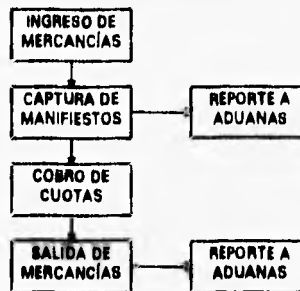 INGRESO DE
MERCANCÍAS
CAPTURA DE
MANIFIESTOS
REPORTE A
ADUANAS
COBRO DE
CUOTAS
SALIDA DE
MERCANCÍAS
REPORTE A
ADUANAS